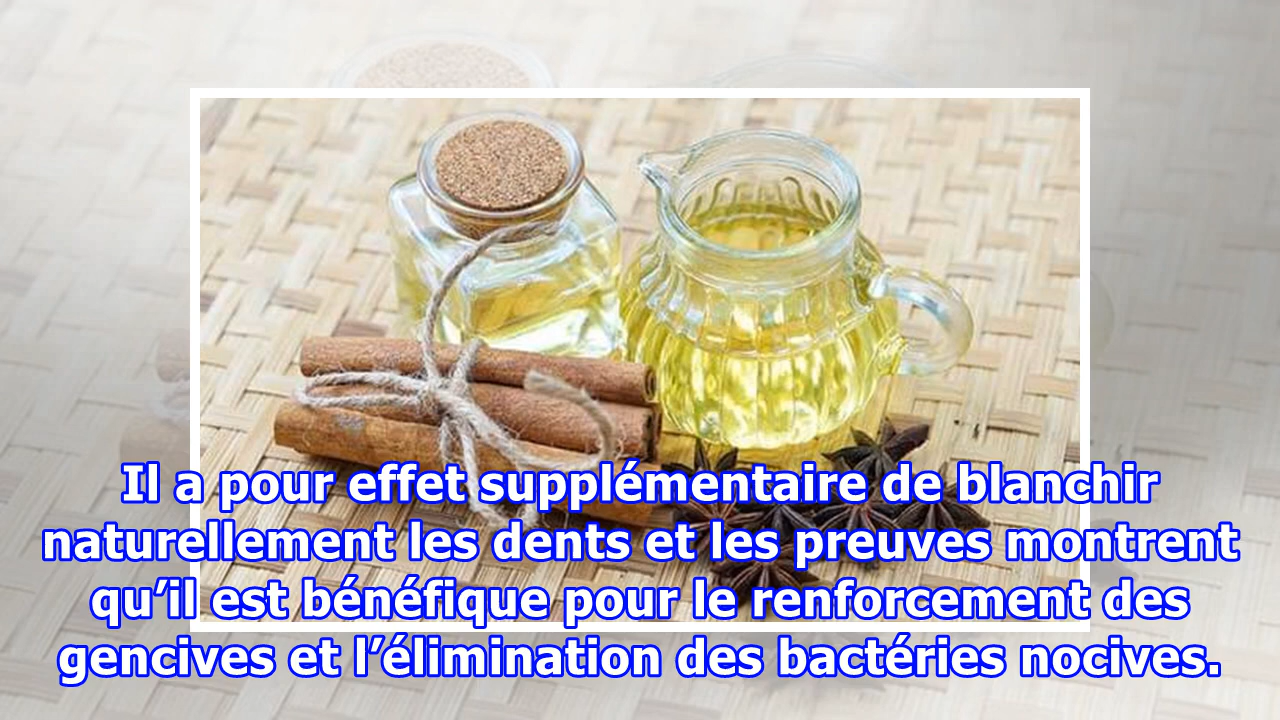 Il a pour effet supplémentaire de blanchir
naturellement les dents et les preuves montrent
qu’il est bénéfique pour le renforcement des
gencives et l’élimination des bactéries nocives.